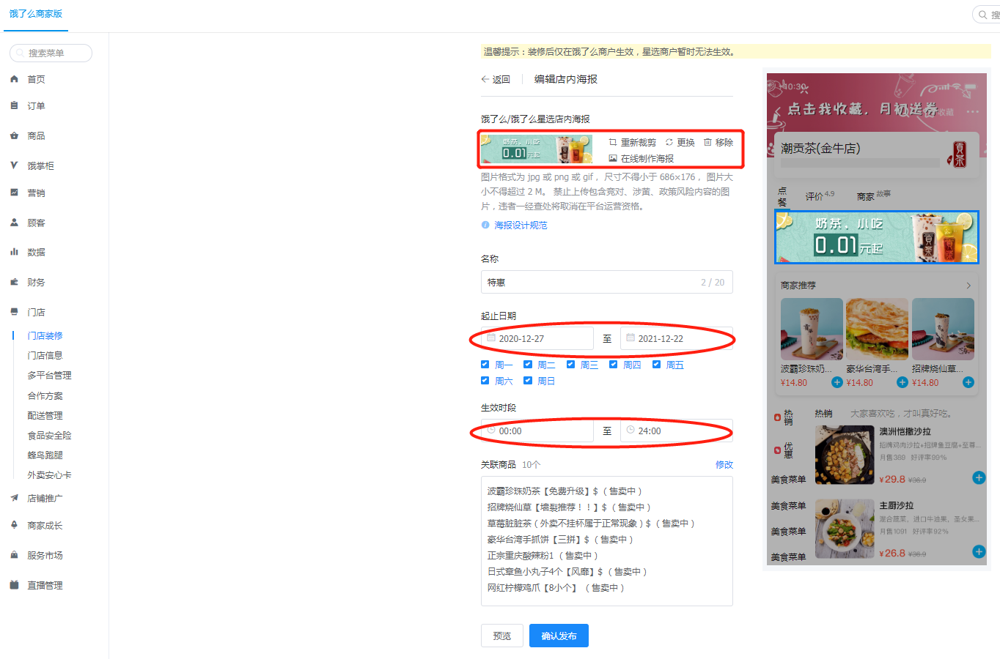 饿了么商家版
搜
搜索菜单
首页
订单
商品
饿掌柜
营销
顾客
数据
财务
门店
门店装修
门店信息
多平台管理
合作方案
配送管理
食品安全险
蜂鸟跑腿
外卖安心卡
店铺推广
商家成长
服务市场
直播管理
温馨提示：装修后仅在饿了么商户生效，星选商户暂时无法生效。
返回
编辑店内海报
饿了么/饿了么星选店内海报
奶茶、小吃
0.01元起
重新裁剪 更换 移除
在线制作海报
图片格式为 jpg 或 png 或 gif ，尺寸不得小于 686×176 ，图片大
小不得超过 2 M。 禁止上传包含竞对、涉黄、政策风险内容的图
片，违者一经查处将取消在平台运营资格。
海报设计规范
名称
特惠 2 / 20
起止日期
2020-12-27 至 2021-12-22
周一 周二 周三 周四 周五
周六 周日
生效时段
00:00 至 24:00
关联商品 10个 修改
波霸珍珠奶茶【免费升级】$（ 售卖中 ）
招牌烧仙草【墙裂推荐！！】$（ 售卖中 ）
草莓脏脏茶（外卖不挂杯属于正常现象）$（ 售卖中 ）
豪华台湾手抓饼【三拼】$（ 售卖中 ）
正宗重庆酸辣粉1（ 售卖中 ）
日式章鱼小丸子4个【风靡】$（ 售卖中 ）
网红柠檬鸡爪【8小个】（ 售卖中 ）
预览 确认发布
10:30
点击我收藏，月初送券
收藏
潮贡茶(金牛店)
貢茶
点餐 评价 4.9 商家 故事
奶茶、小吃
0.01元起
貢茶 貢茶
商家推荐
波霸珍珠奶... 豪华台湾手... 招牌烧仙草...
¥14.80 ¥14.80 ¥14.80
热销
优惠
美食菜单
美食菜单
美食菜单
美食菜单
热销 大家喜欢吃，才叫真好吃。
澳洲恺撒沙拉
招牌鸡肉沙拉+招牌鱼豆腐+至尊...
月售389 好评率99%
¥29.8 ¥36.9
主厨沙拉
混合蔬菜，进口牛油果，圣女果...
月售1091 好评率92%
¥26.8 ¥36.9